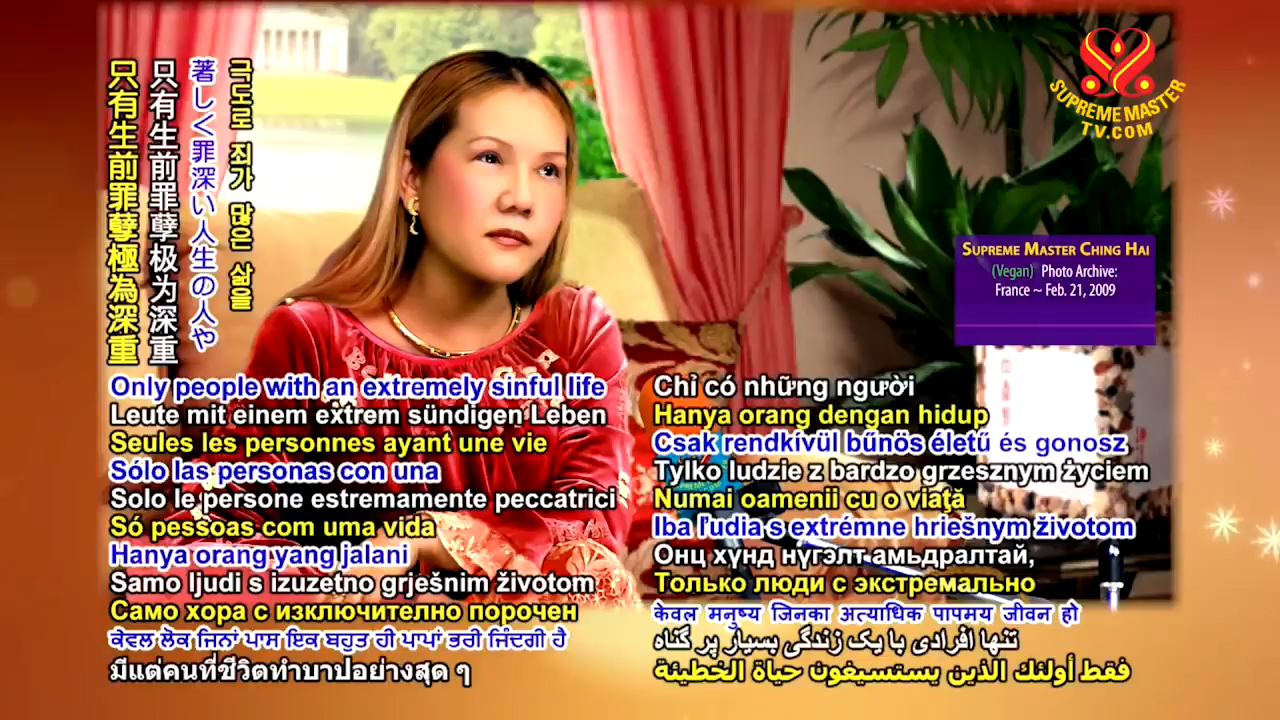 只有生前罪孽極為深重
只有生前罪孽极为深重
著しく罪深い人生の人や
극도로 죄가 많은 삶을
SUPREME MASTER
TV.COM
SUPREME MASTER CHING HAI
(Vegan) Photo Archive:
France ~ Feb. 21, 2009
Only people with an extremely sinful life
Leute mit einem extrem sündigen Leben
Seules les personnes ayant une vie
Sólo las personas con una
Solo le persone estremamente peccatrici
Só pessoas com uma vida
Hanya orang yang jalani
Samo ljudi s izuzetno grješnim životom
Само хора с изключително порочен
ਕੇਵਲ ਲੋਕ ਜਿਨਾਂ ਪਾਸ ਇਕ ਬਹੁਤ ਹੀ ਪਾਪਾਂ ਭਰੀ ਜਿੰਦਗੀ ਹੈ
มีแต่คนที่ชีวิตทำบาปอย่างสุด ๆ
Chỉ có những người
Hanya orang dengan hidup
Csak rendkívül bűnös életű és gonosz
Tylko ludzie z bardzo grzesznym życiem
Numai oamenii cu o viaţă
Iba ľudia s extrémne hriešnym životom
Онц хүнд нүгэлт амьдралтай,
Только люди с экстремально
केवल मनुष्य जिनका अत्याधिक पापमय जीवन हो
تنها افرادی با یک زندگی بسیار پر گناه
فقط أولئك الذين يستسيغون حياة الخطيئة